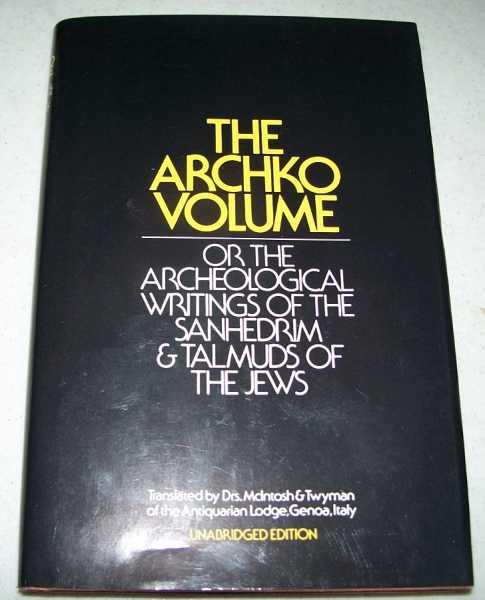 THE
ARCHKO
VOLUME
OR THE
ARCHEOLOGICAL
WRITINGS OF THE
SANHEDRIM
& TALMUDS OF
THE JEWS
Translated by Drs. McIntosh & Twyman
of the Antiquarian Lodge, Genoa, Italy
UNABRIDGED EDITION